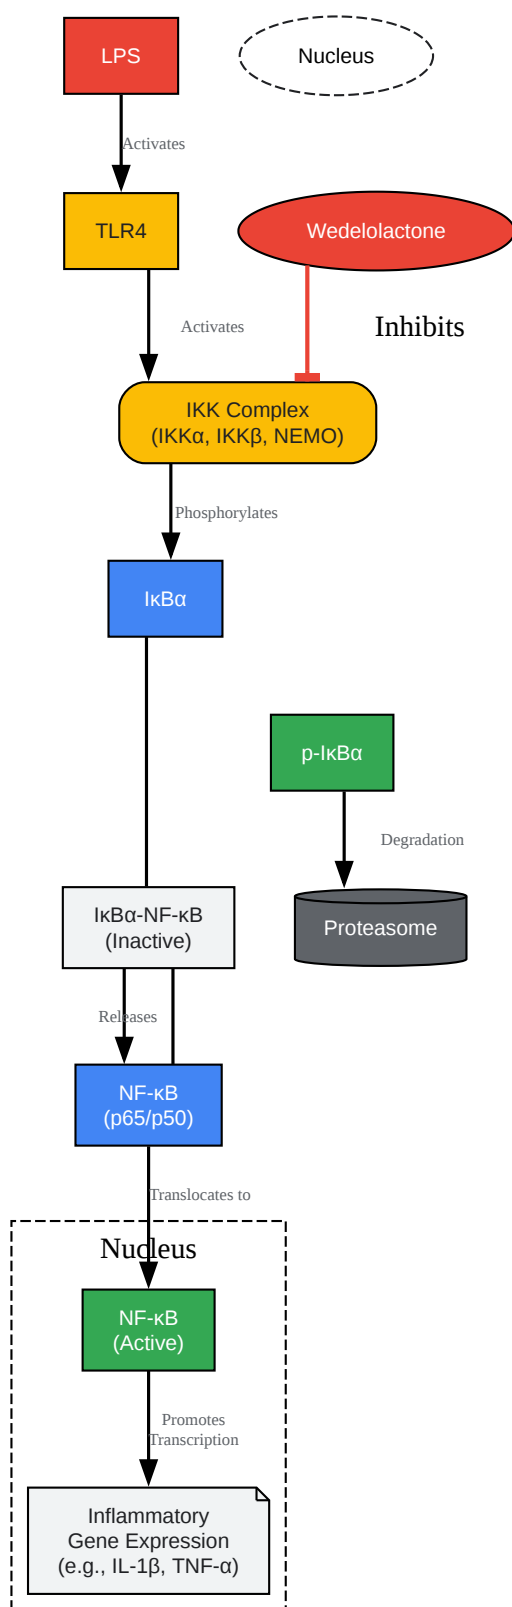 LPS
Nucleus
Activates
TLR4
Wedelolactone
Activates
Inhibits
IKK Complex
(IKKα, IKKβ, NEMO)
Phosphorylates
IκBα
p-IκBα
Degradation
IκBα-NF-κB
(Inactive)
Proteasome
Releases
NF-κB
(p65/p50)
Translocates to
Nucleus
NF-κB
(Active)
Promotes
Transcription
Inflammatory
Gene Expression
(e.g., IL-1β, TNF-α)